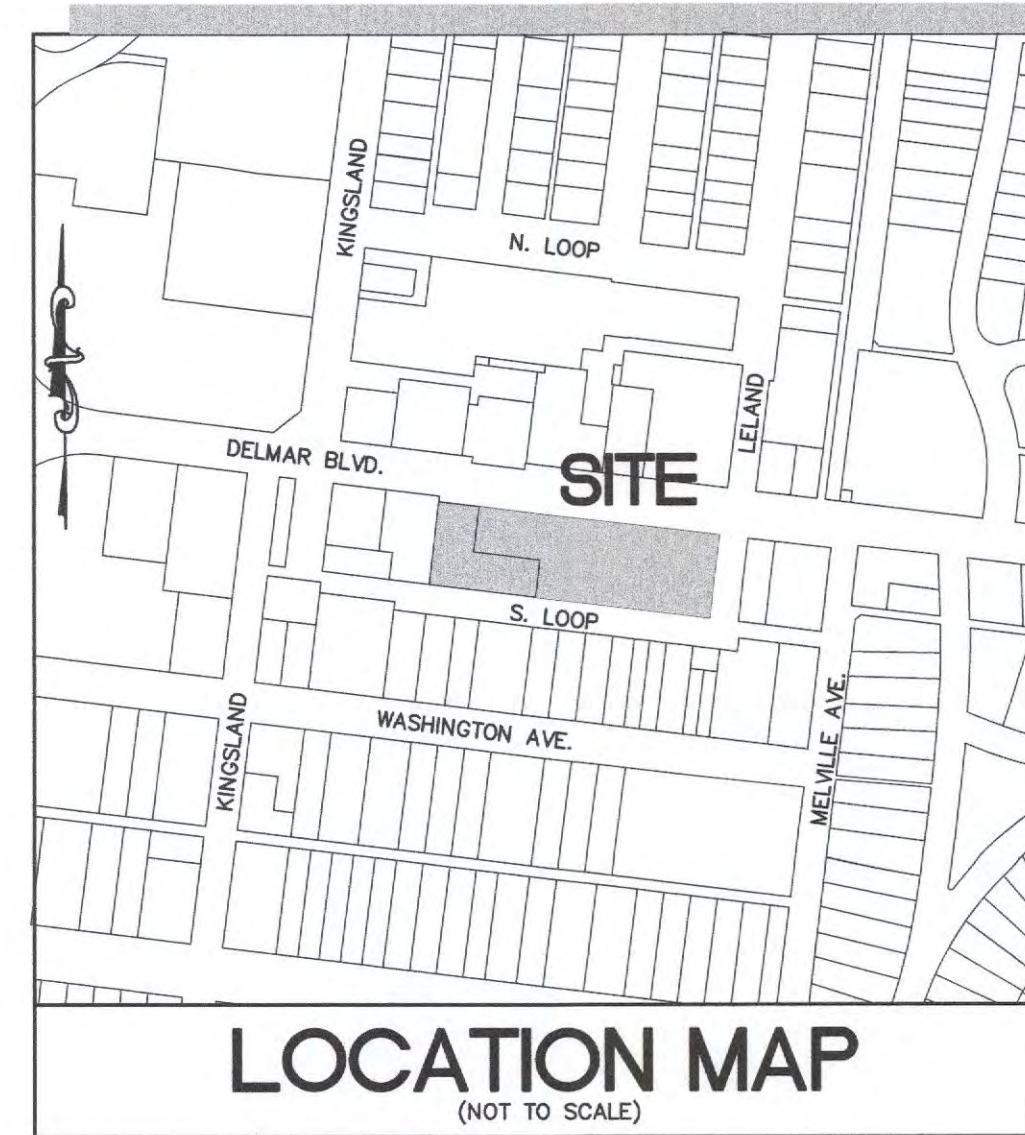 KINGSLAND
N. LOOP
LELAND
DELMAR BLVD.
SITE
S. LOOP
KINGSLAND
WASHINGTON AVE.
MELVILLE AVE.
LOCATION MAP
(NOT TO SCALE)